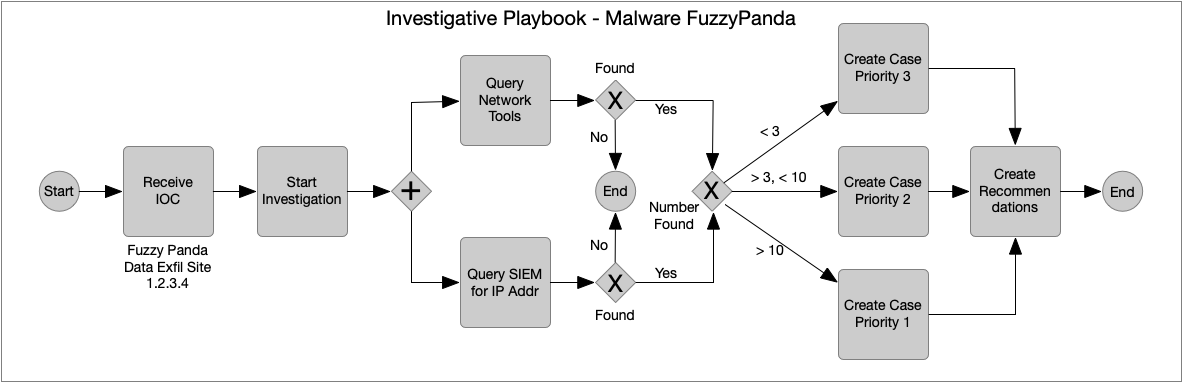 Investigative Playbook - Malware FuzzyPanda
Start
Receive
IOC
Fuzzy Panda
Data Exfil Site
1.2.3.4
Start
Investigation
+
Query
Network
Tools
Found
X
Yes
No
End
Query SIEM
for IP Addr
No
X
Yes
Found
X
Number
Found
< 3
> 3, < 10
> 10
Create Case
Priority 3
Create Case
Priority 2
Create Case
Priority 1
Create
Recommen
dations
End